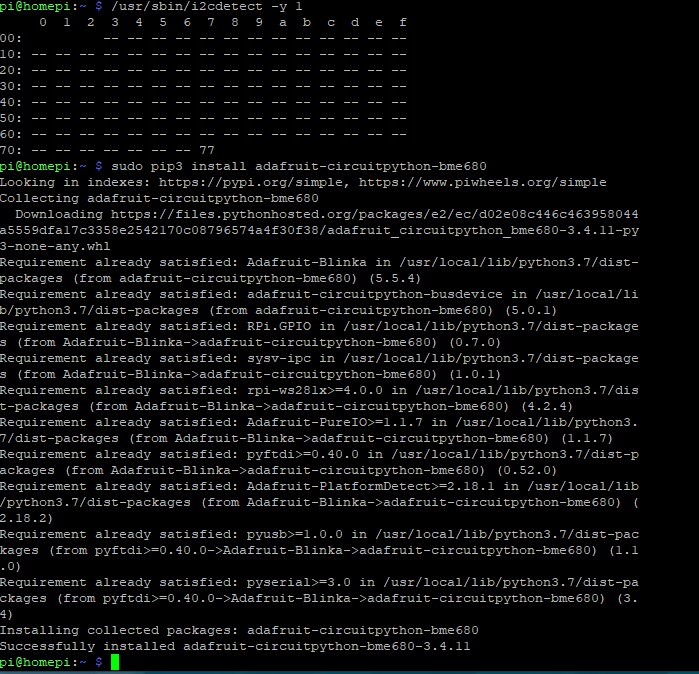 pi@homepi:~ $ /usr/sbin/i2cdetect -y 1
     0  1  2  3  4  5  6  7  8  9  a  b  c  d  e  f
00:          -- -- -- -- -- -- -- -- -- -- -- -- --
10: -- -- -- -- -- -- -- -- -- -- -- -- -- -- -- --
20: -- -- -- -- -- -- -- -- -- -- -- -- -- -- -- --
30: -- -- -- -- -- -- -- -- -- -- -- -- -- -- -- --
40: -- -- -- -- -- -- -- -- -- -- -- -- -- -- -- --
50: -- -- -- -- -- -- -- -- -- -- -- -- -- -- -- --
60: -- -- -- -- -- -- -- -- -- -- -- -- -- -- -- --
70: -- -- -- -- -- -- -- 77
pi@homepi:~ $ sudo pip3 install adafruit-circuitpython-bme680
Looking in indexes: https://pypi.org/simple, https://www.piwheels.org/simple
Collecting adafruit-circuitpython-bme680
  Downloading https://files.pythonhosted.org/packages/e2/ec/d02e08c446c463958044
a5559dfa17c3358e2542170c08796574a4f30f38/adafruit_circuitpython_bme680-3.4.11-py
3-none-any.whl
Requirement already satisfied: Adafruit-Blinka in /usr/local/lib/python3.7/dist-
packages (from adafruit-circuitpython-bme680) (5.5.4)
Requirement already satisfied: adafruit-circuitpython-busdevice in /usr/local/li
b/python3.7/dist-packages (from adafruit-circuitpython-bme680) (5.0.1)
Requirement already satisfied: RPi.GPIO in /usr/local/lib/python3.7/dist-package
s (from Adafruit-Blinka->adafruit-circuitpython-bme680) (0.7.0)
Requirement already satisfied: sysv-ipc in /usr/local/lib/python3.7/dist-package
s (from Adafruit-Blinka->adafruit-circuitpython-bme680) (1.0.1)
Requirement already satisfied: rpi-ws281x>=4.0.0 in /usr/local/lib/python3.7/dis
t-packages (from Adafruit-Blinka->adafruit-circuitpython-bme680) (4.2.4)
Requirement already satisfied: Adafruit-PureIO>=1.1.7 in /usr/local/lib/python3.
7/dist-packages (from Adafruit-Blinka->adafruit-circuitpython-bme680) (1.1.7)
Requirement already satisfied: pyftdi>=0.40.0 in /usr/local/lib/python3.7/dist-p
ackages (from Adafruit-Blinka->adafruit-circuitpython-bme680) (0.52.0)
Requirement already satisfied: Adafruit-PlatformDetect>=2.18.1 in /usr/local/lib
/python3.7/dist-packages (from Adafruit-Blinka->adafruit-circuitpython-bme680) (
2.18.2)
Requirement already satisfied: pyusb>=1.0.0 in /usr/local/lib/python3.7/dist-pac
kages (from pyftdi>=0.40.0->Adafruit-Blinka->adafruit-circuitpython-bme680) (1.1
.0)
Requirement already satisfied: pyserial>=3.0 in /usr/local/lib/python3.7/dist-pa
ckages (from pyftdi>=0.40.0->Adafruit-Blinka->adafruit-circuitpython-bme680) (3.
4)
Installing collected packages: adafruit-circuitpython-bme680
Successfully installed adafruit-circuitpython-bme680-3.4.11
pi@homepi:~ $